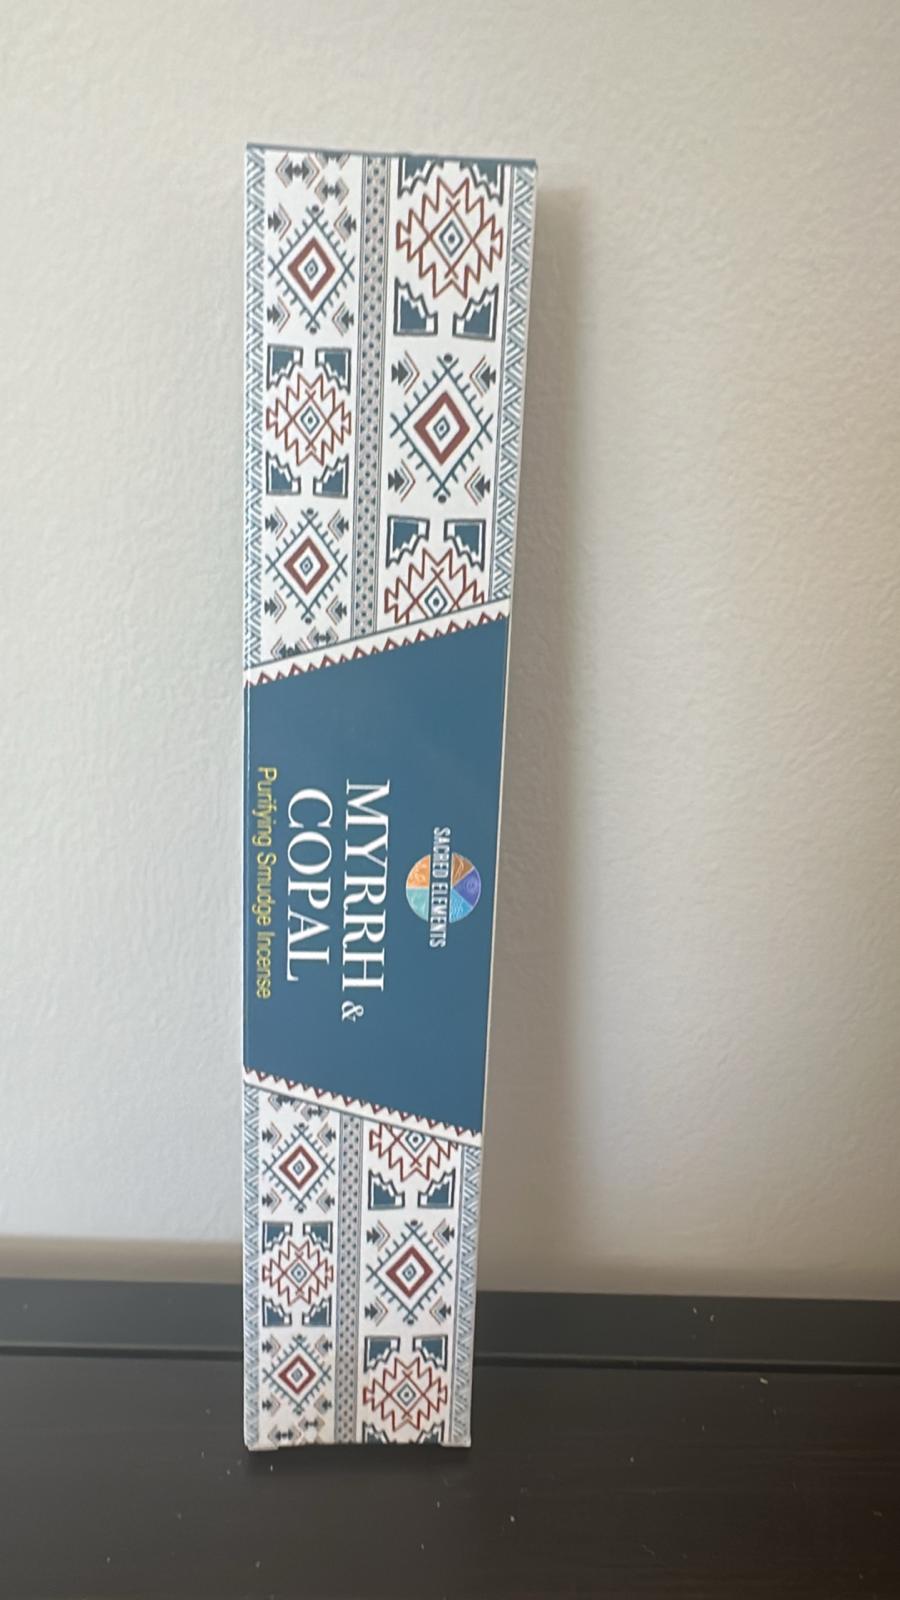 SACRED ELEMENTS
MYRRH &
COPAL
Purifying Smudge Incense